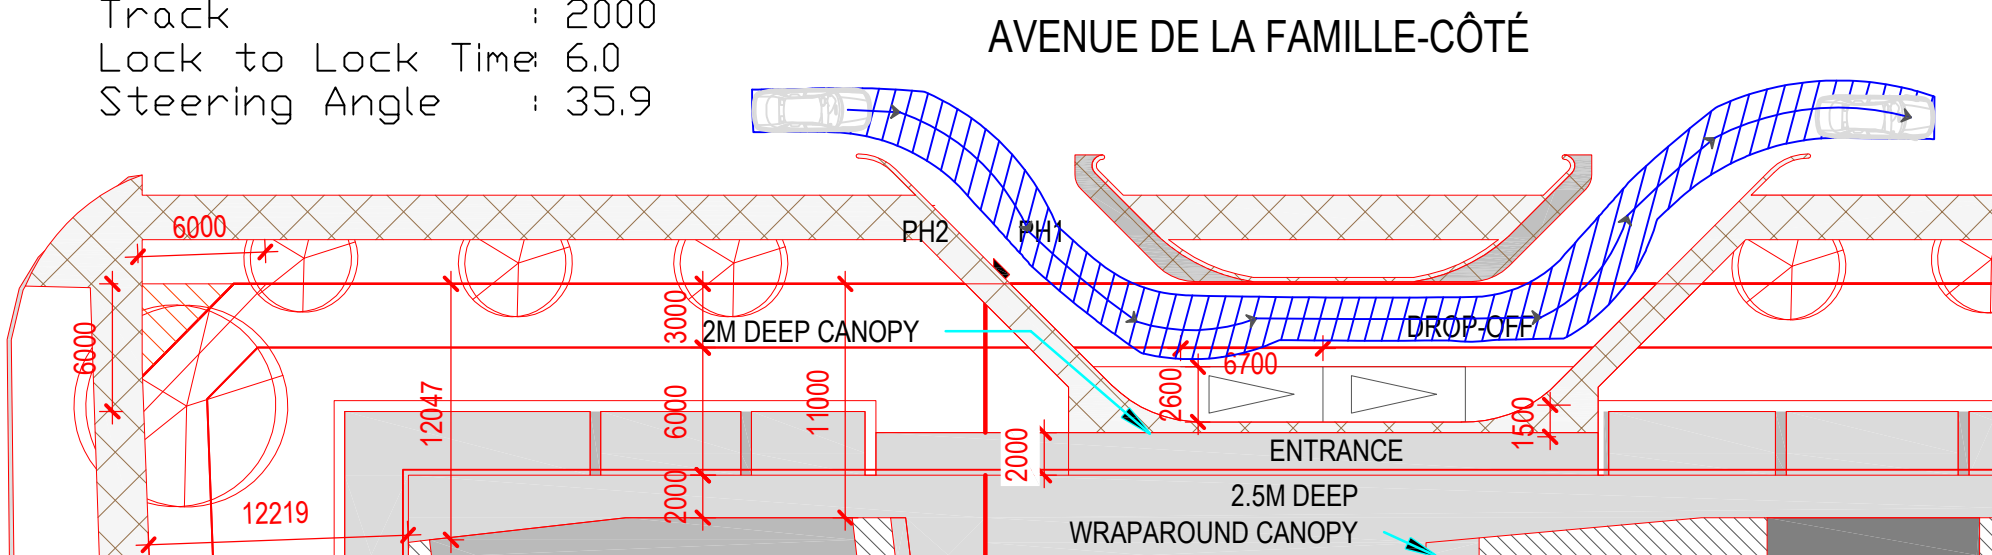 Track : 2000
Lock to Lock Time : 6.0
Steering Angle : 35.9
AVENUE DE LA FAMILLE-CÔTÉ
6000
PH2
PH1
6000
3000
2M DEEP CANOPY
DROP-OFF
6700
12047
6000
11000
2600
1500
2000
ENTRANCE
2000
12219
2.5M DEEP
WRAPAROUND CANOPY